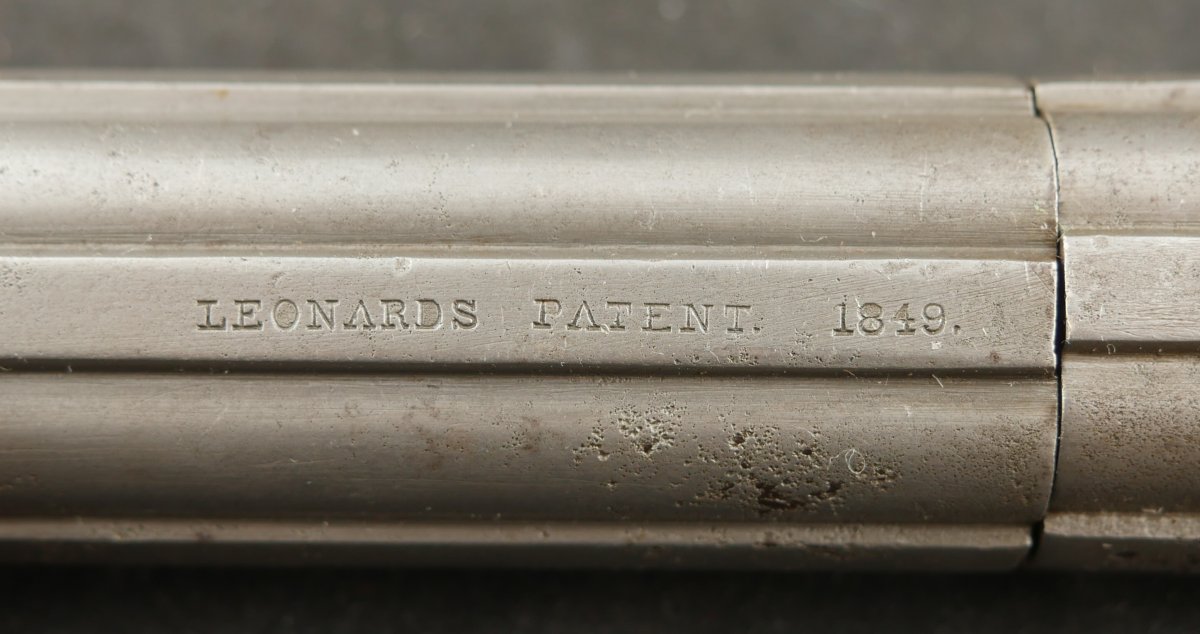 LEONARDS PATENT. 1849.